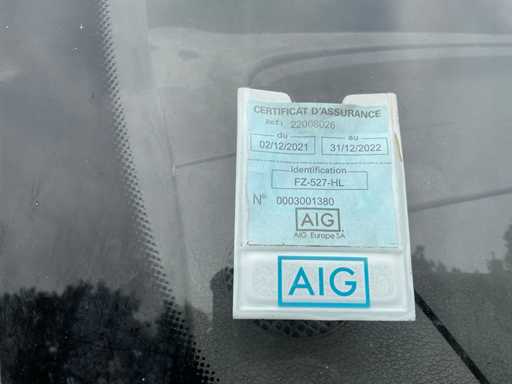 CERTIFICAT D'ASSURANCE
Réf: 22008026
du au
02/12/2021 31/12/2022
Identification
FZ-527-HL
N° 0003001380
AIG
AIG Europe SA
AIG